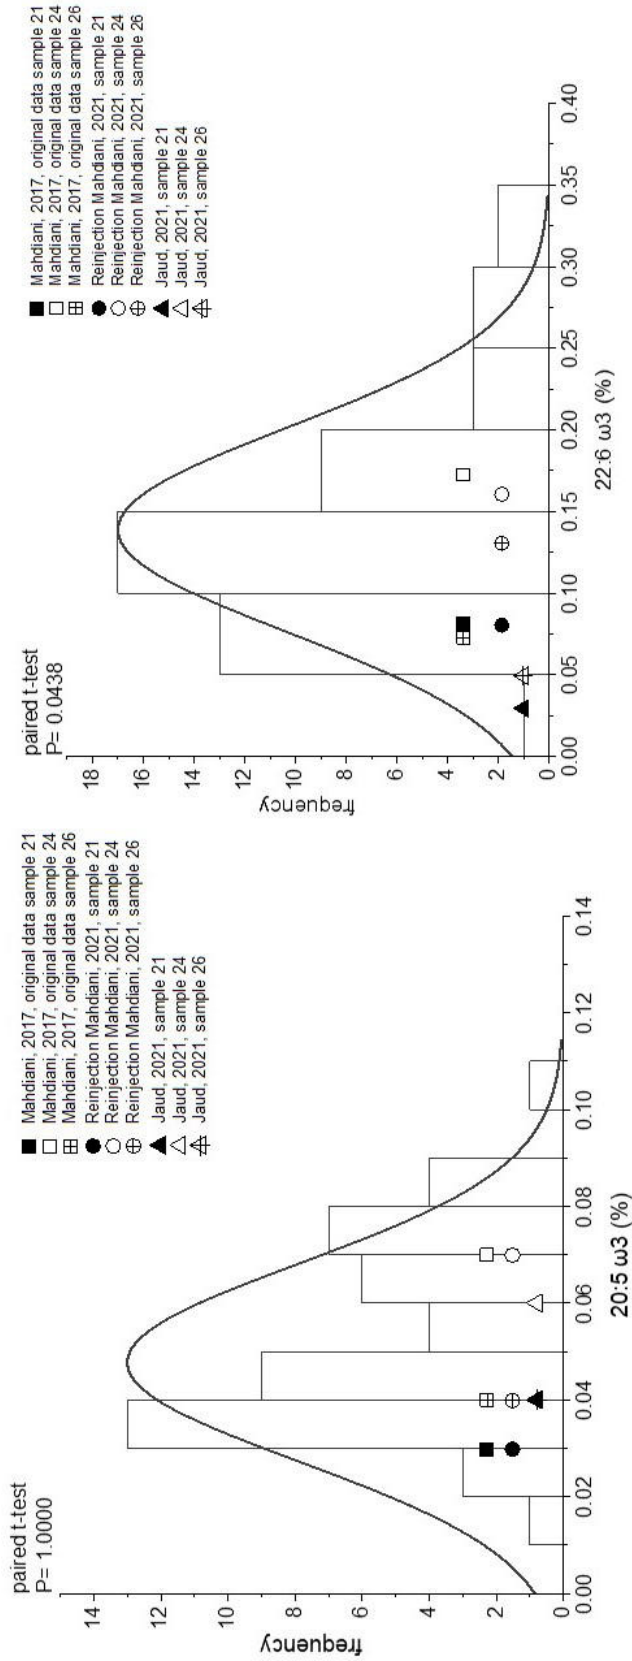 paired t-test
P= 1.0000
Mahdiani, 2017, original data sample 21
Mahdiani, 2017, original data sample 24
Mahdiani, 2017, original data sample 26
Reinjection Mahdiani, 2021, sample 21
Reinjection Mahdiani, 2021, sample 24
Reinjection Mahdiani, 2021, sample 26
Jaud, 2021, sample 21
Jaud, 2021, sample 24
Jaud, 2021, sample 26
14
12
10
8
6
4
2
0
frequency
0.00
0.02
0.04
0.06
0.08
0.10
0.12
0.14
20:5 ω3 (%)
paired t-test
P= 0.0438
Mahdiani, 2017, original data sample 21
Mahdiani, 2017, original data sample 24
Mahdiani, 2017, original data sample 26
Reinjection Mahdiani, 2021, sample 21
Reinjection Mahdiani, 2021, sample 24
Reinjection Mahdiani, 2021, sample 26
Jaud, 2021, sample 21
Jaud, 2021, sample 24
Jaud, 2021, sample 26
18
16
14
12
10
8
6
4
2
0
frequency
0.00
0.05
0.10
0.15
0.20
0.25
0.30
0.35
0.40
22:6 ω3 (%)